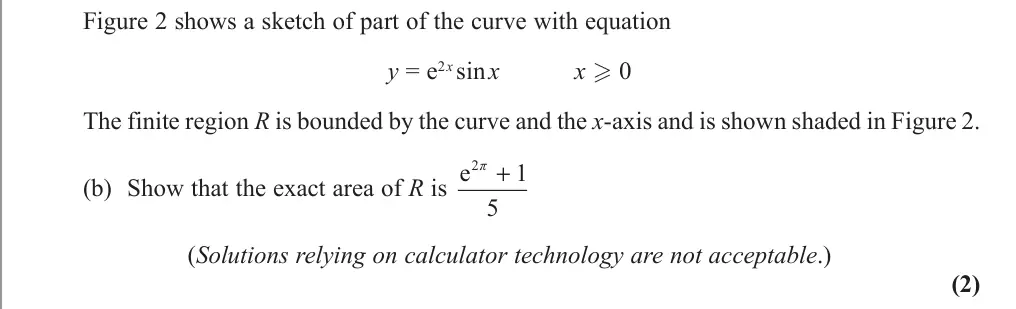 Figure 2 shows a sketch of part of the curve with equation
y = e²ˣ sin x x ⩾ 0
The finite region R is bounded by the curve and the x-axis and is shown shaded in Figure 2.
(b) Show that the exact area of R is (e^{2π} + 1)/5
(Solutions relying on calculator technology are not acceptable.)
(2)